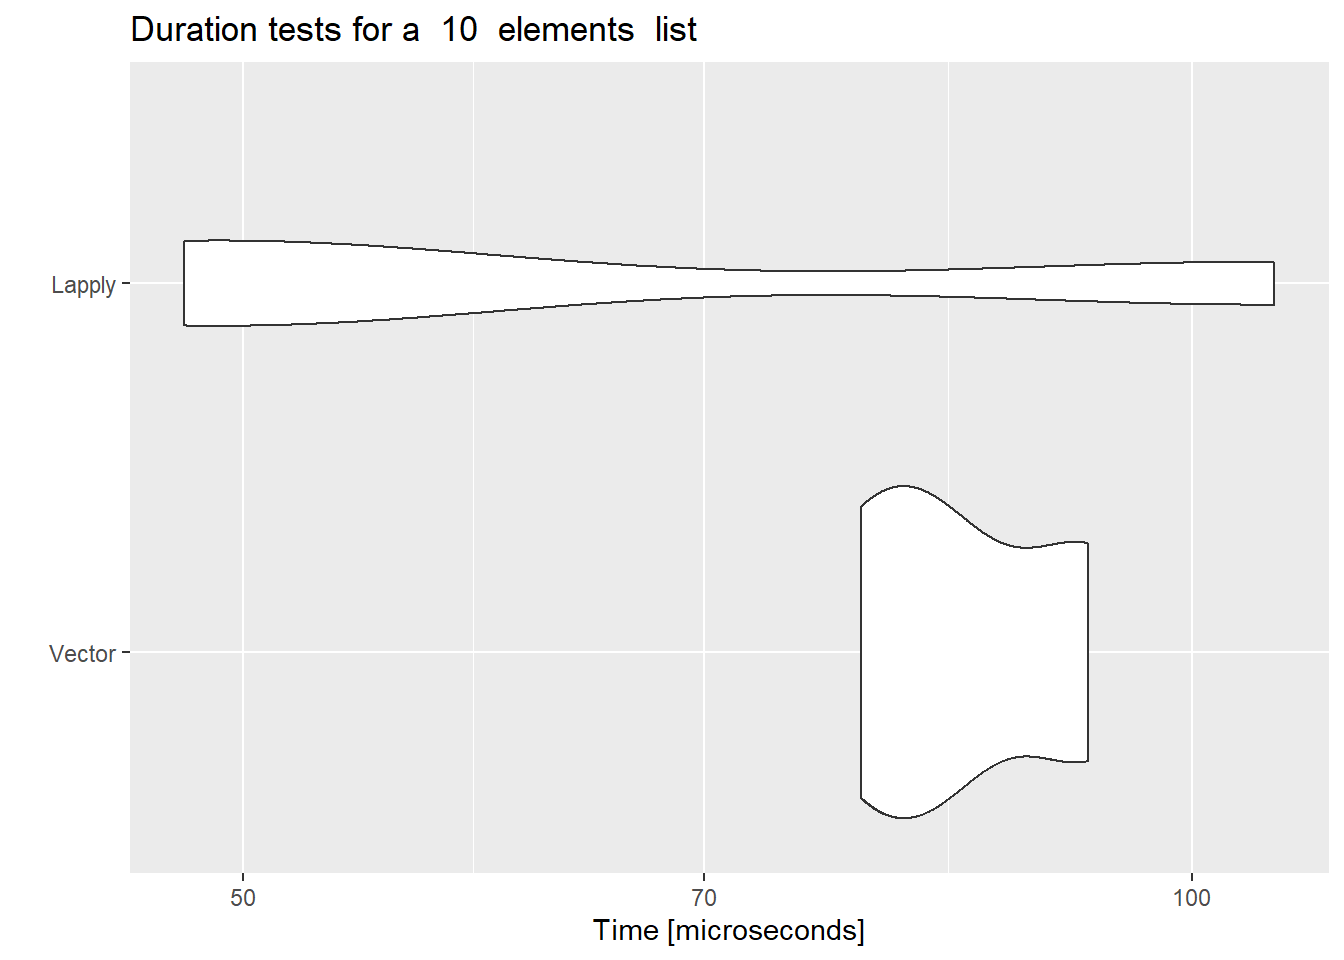 Duration tests for a  10  elements  list
Lapply
Vector
50 70 100
Time [microseconds]